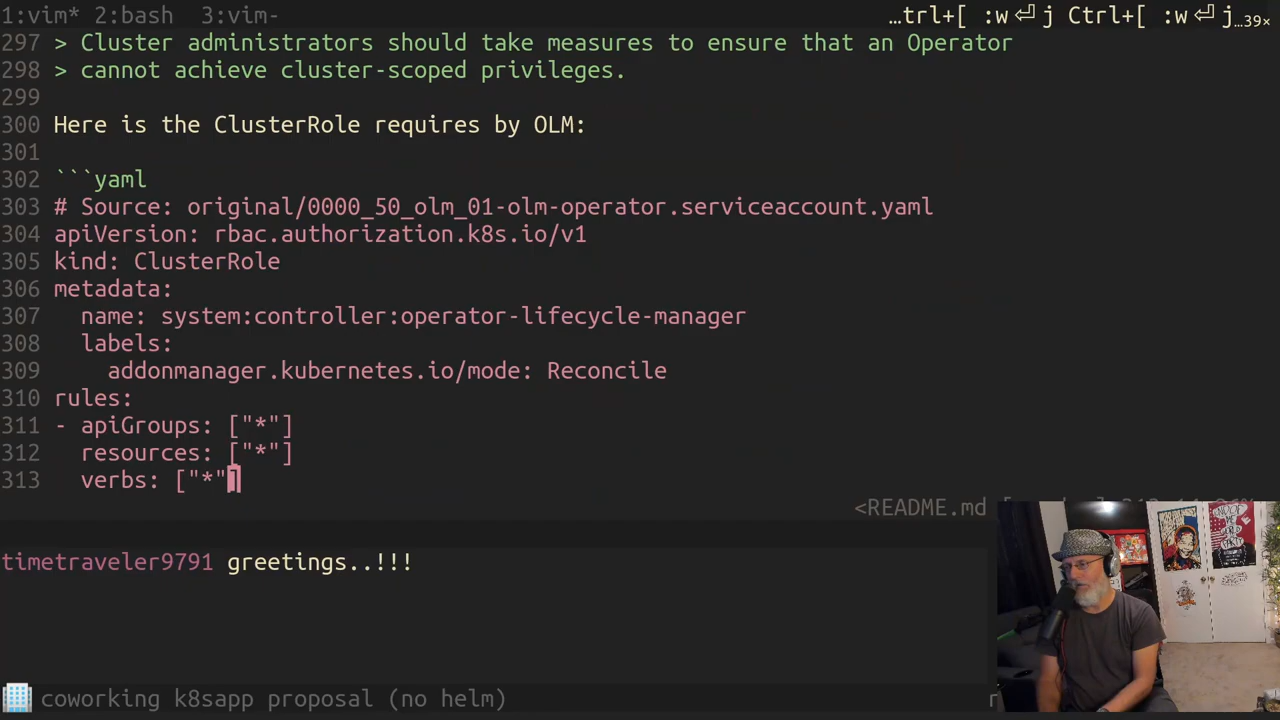 1:vim* 2:bash  3:vim-
…trl+[ :w⏎ j Ctrl+[ :w⏎ j…39×
297 > Cluster administrators should take measures to ensure that an Operator
298 > cannot achieve cluster-scoped privileges.
299
300 Here is the ClusterRole requires by OLM:
301
302 ```yaml
303 # Source: original/0000_50_olm_01-olm-operator.serviceaccount.yaml
304 apiVersion: rbac.authorization.k8s.io/v1
305 kind: ClusterRole
306 metadata:
307   name: system:controller:operator-lifecycle-manager
308   labels:
309     addonmanager.kubernetes.io/mode: Reconcile
310 rules:
311 - apiGroups: ["*"]
312   resources: ["*"]
313   verbs: ["*"]
<README.md
timetraveler9791 greetings..!!!
coworking k8sapp proposal (no helm)